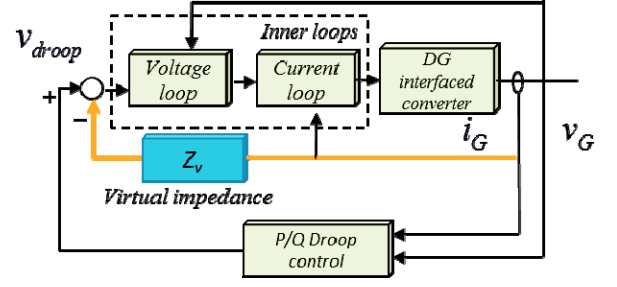 Inner loops
v_droop
Voltage
loop
Current
loop
DG
interfaced
converter
+
−
i_G
v_G
Z_v
Virtual impedance
P/Q Droop
control